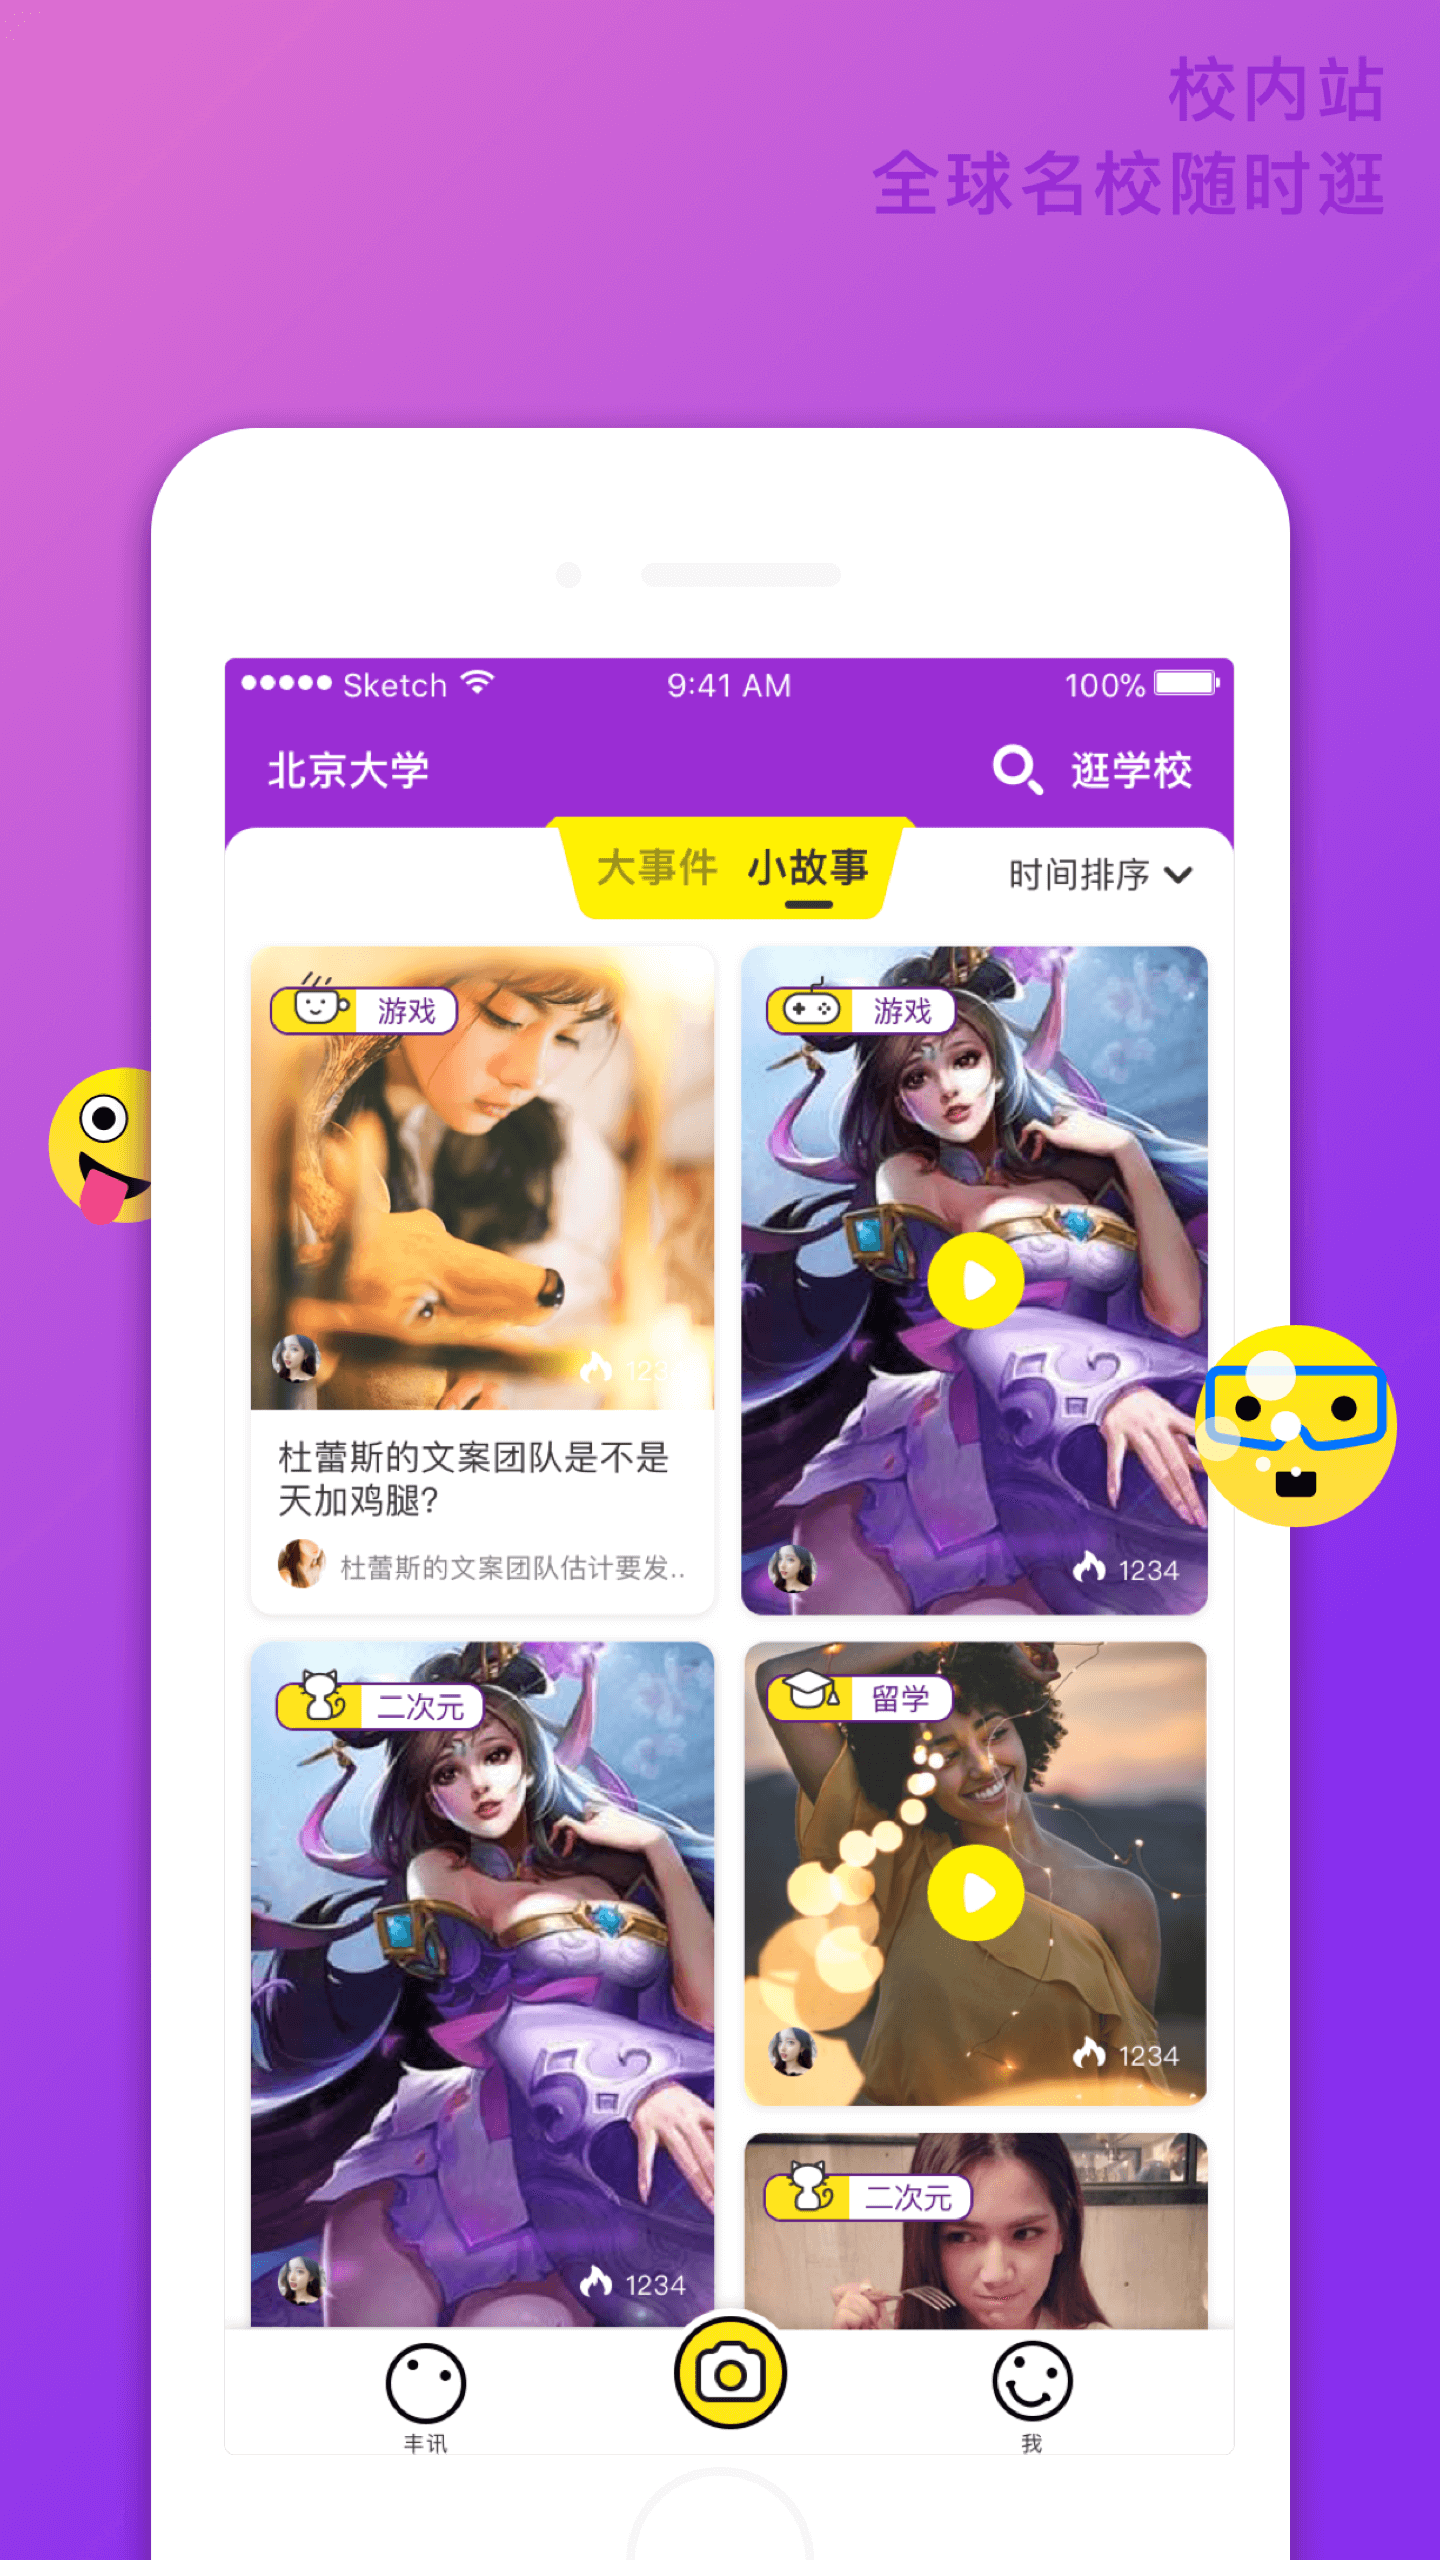 校内站
全球名校随时逛
Sketch 9:41 AM 100%
北京大学 逛学校
大事件 小故事 时间排序
游戏
游戏
杜蕾斯的文案团队是不是
天加鸡腿?
杜蕾斯的文案团队估计要发..
1234
二次元
留学
1234
二次元
1234
丰讯 我